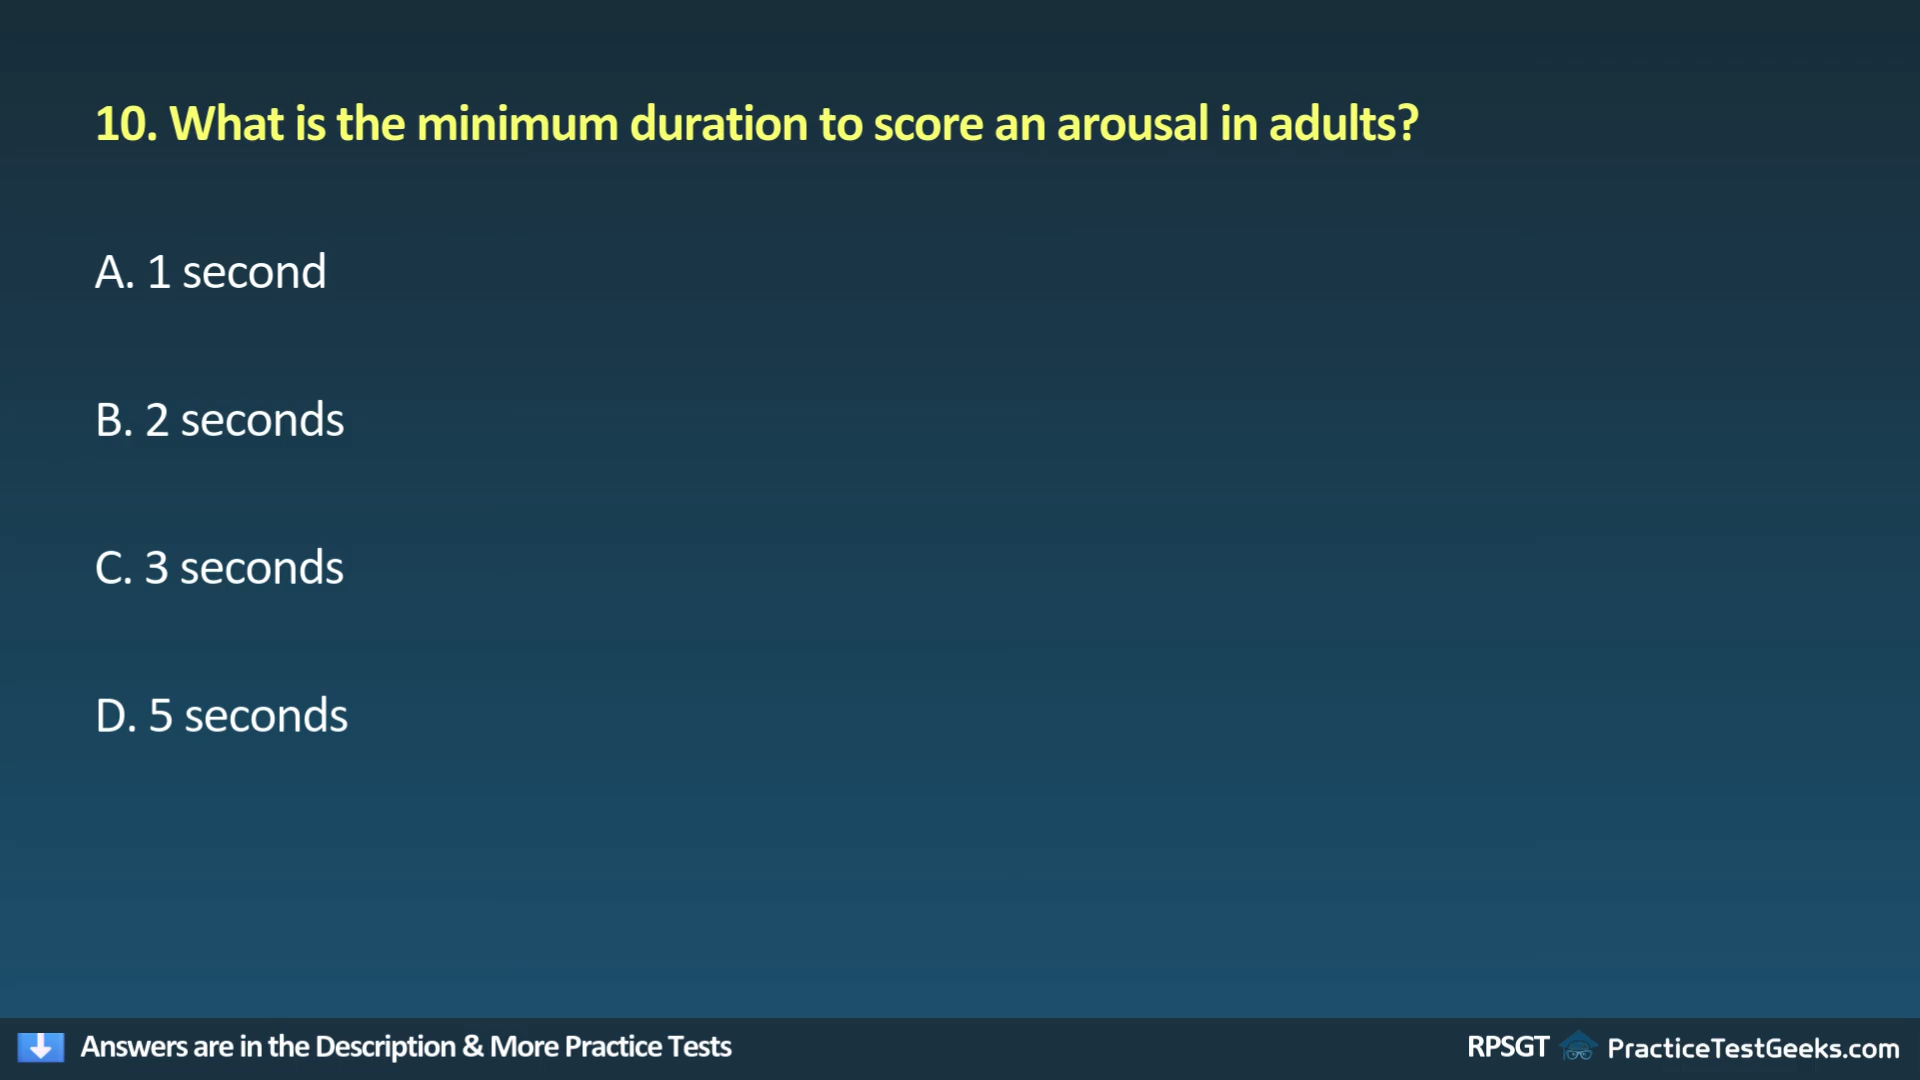 10. What is the minimum duration to score an arousal in adults?
A. 1 second
B. 2 seconds
C. 3 seconds
D. 5 seconds
Answers are in the Description & More Practice Tests
RPSGT PracticeTestGeeks.com